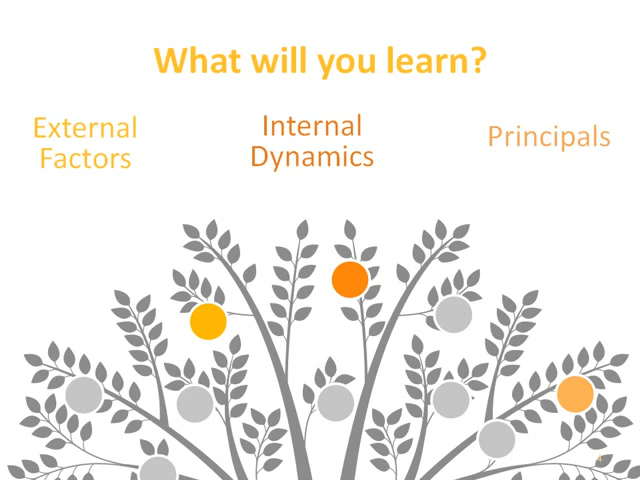 What will you learn?
External
Factors
Internal
Dynamics
Principals